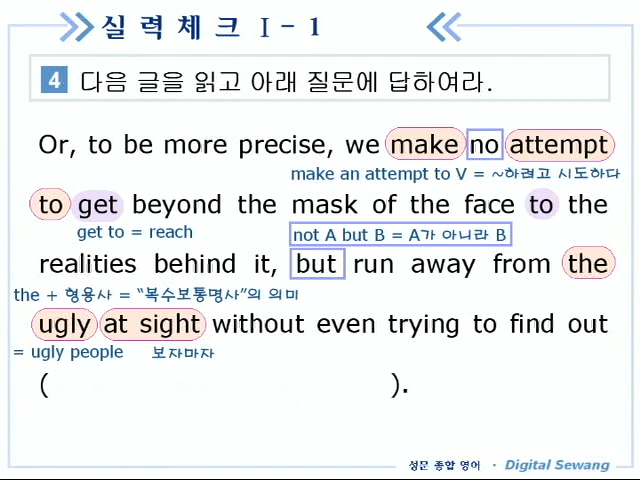 실력체크 I - 1
4 다음 글을 읽고 아래 질문에 답하여라.
Or, to be more precise, we make no attempt
make an attempt to V = ~하려고 시도하다
to get beyond the mask of the face to the
get to = reach
not A but B = A가 아니라 B
realities behind it, but run away from the
the + 형용사 = “복수보통명사”의 의미
ugly at sight without even trying to find out
= ugly people 보자마자
( ).
성문 종합 영어 · Digital Sewang